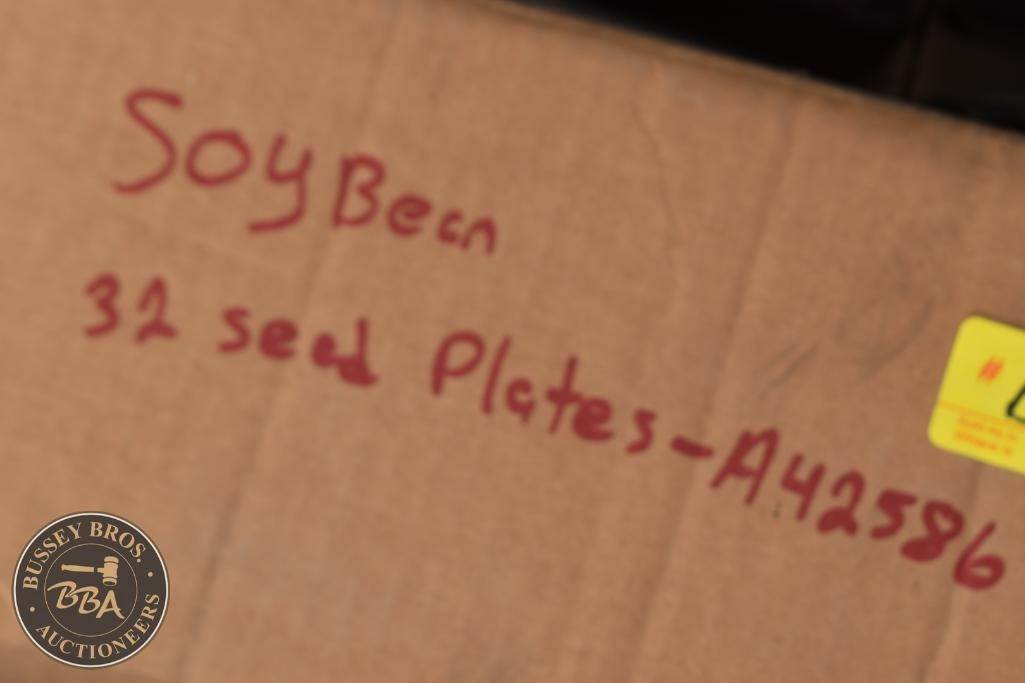 SoyBean
32 seed Plates-A42586
#
BUSSEY BROS.
BBA
AUCTIONEERS